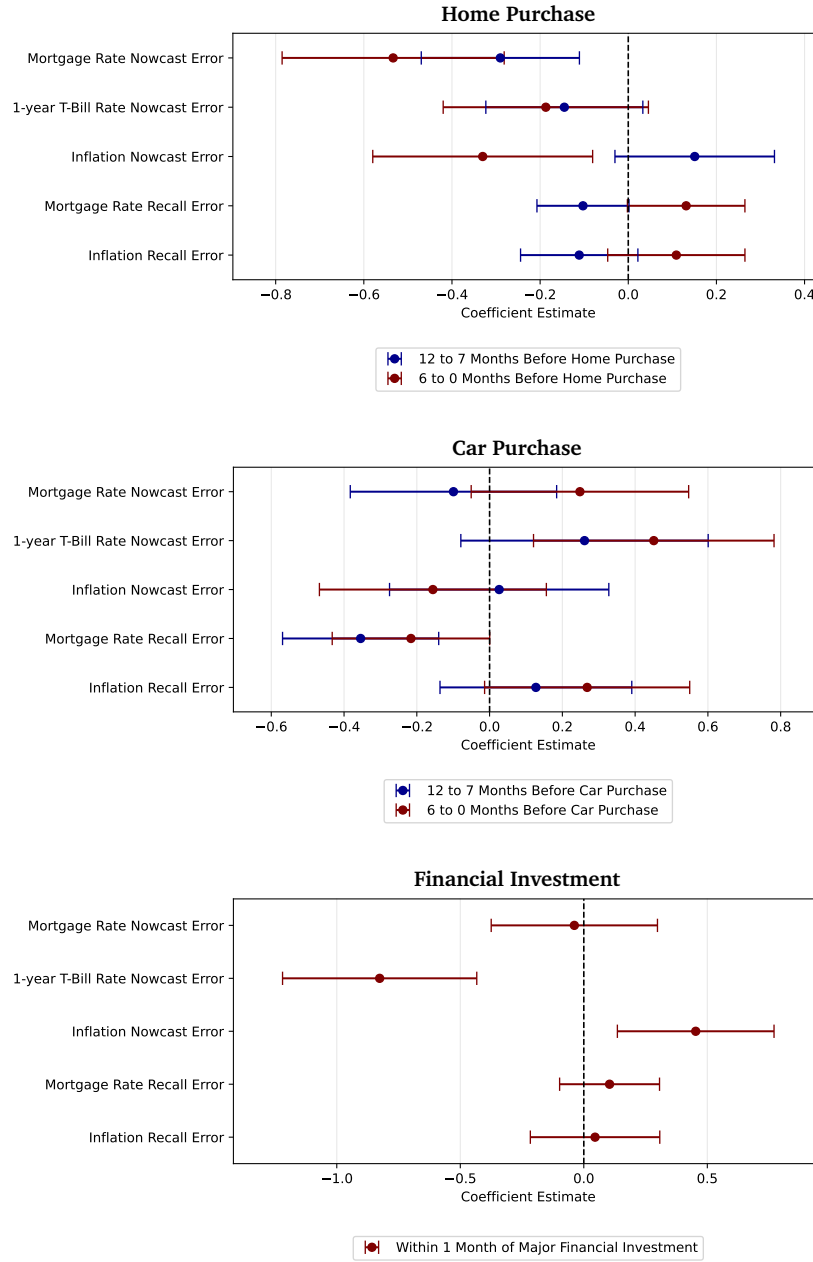 Home Purchase
Mortgage Rate Nowcast Error
1-year T-Bill Rate Nowcast Error
Inflation Nowcast Error
Mortgage Rate Recall Error
Inflation Recall Error
−0.8 −0.6 −0.4 −0.2 0.0 0.2 0.4
Coefficient Estimate
12 to 7 Months Before Home Purchase
6 to 0 Months Before Home Purchase
Car Purchase
Mortgage Rate Nowcast Error
1-year T-Bill Rate Nowcast Error
Inflation Nowcast Error
Mortgage Rate Recall Error
Inflation Recall Error
−0.6 −0.4 −0.2 0.0 0.2 0.4 0.6 0.8
Coefficient Estimate
12 to 7 Months Before Car Purchase
6 to 0 Months Before Car Purchase
Financial Investment
Mortgage Rate Nowcast Error
1-year T-Bill Rate Nowcast Error
Inflation Nowcast Error
Mortgage Rate Recall Error
Inflation Recall Error
−1.0 −0.5 0.0 0.5
Coefficient Estimate
Within 1 Month of Major Financial Investment